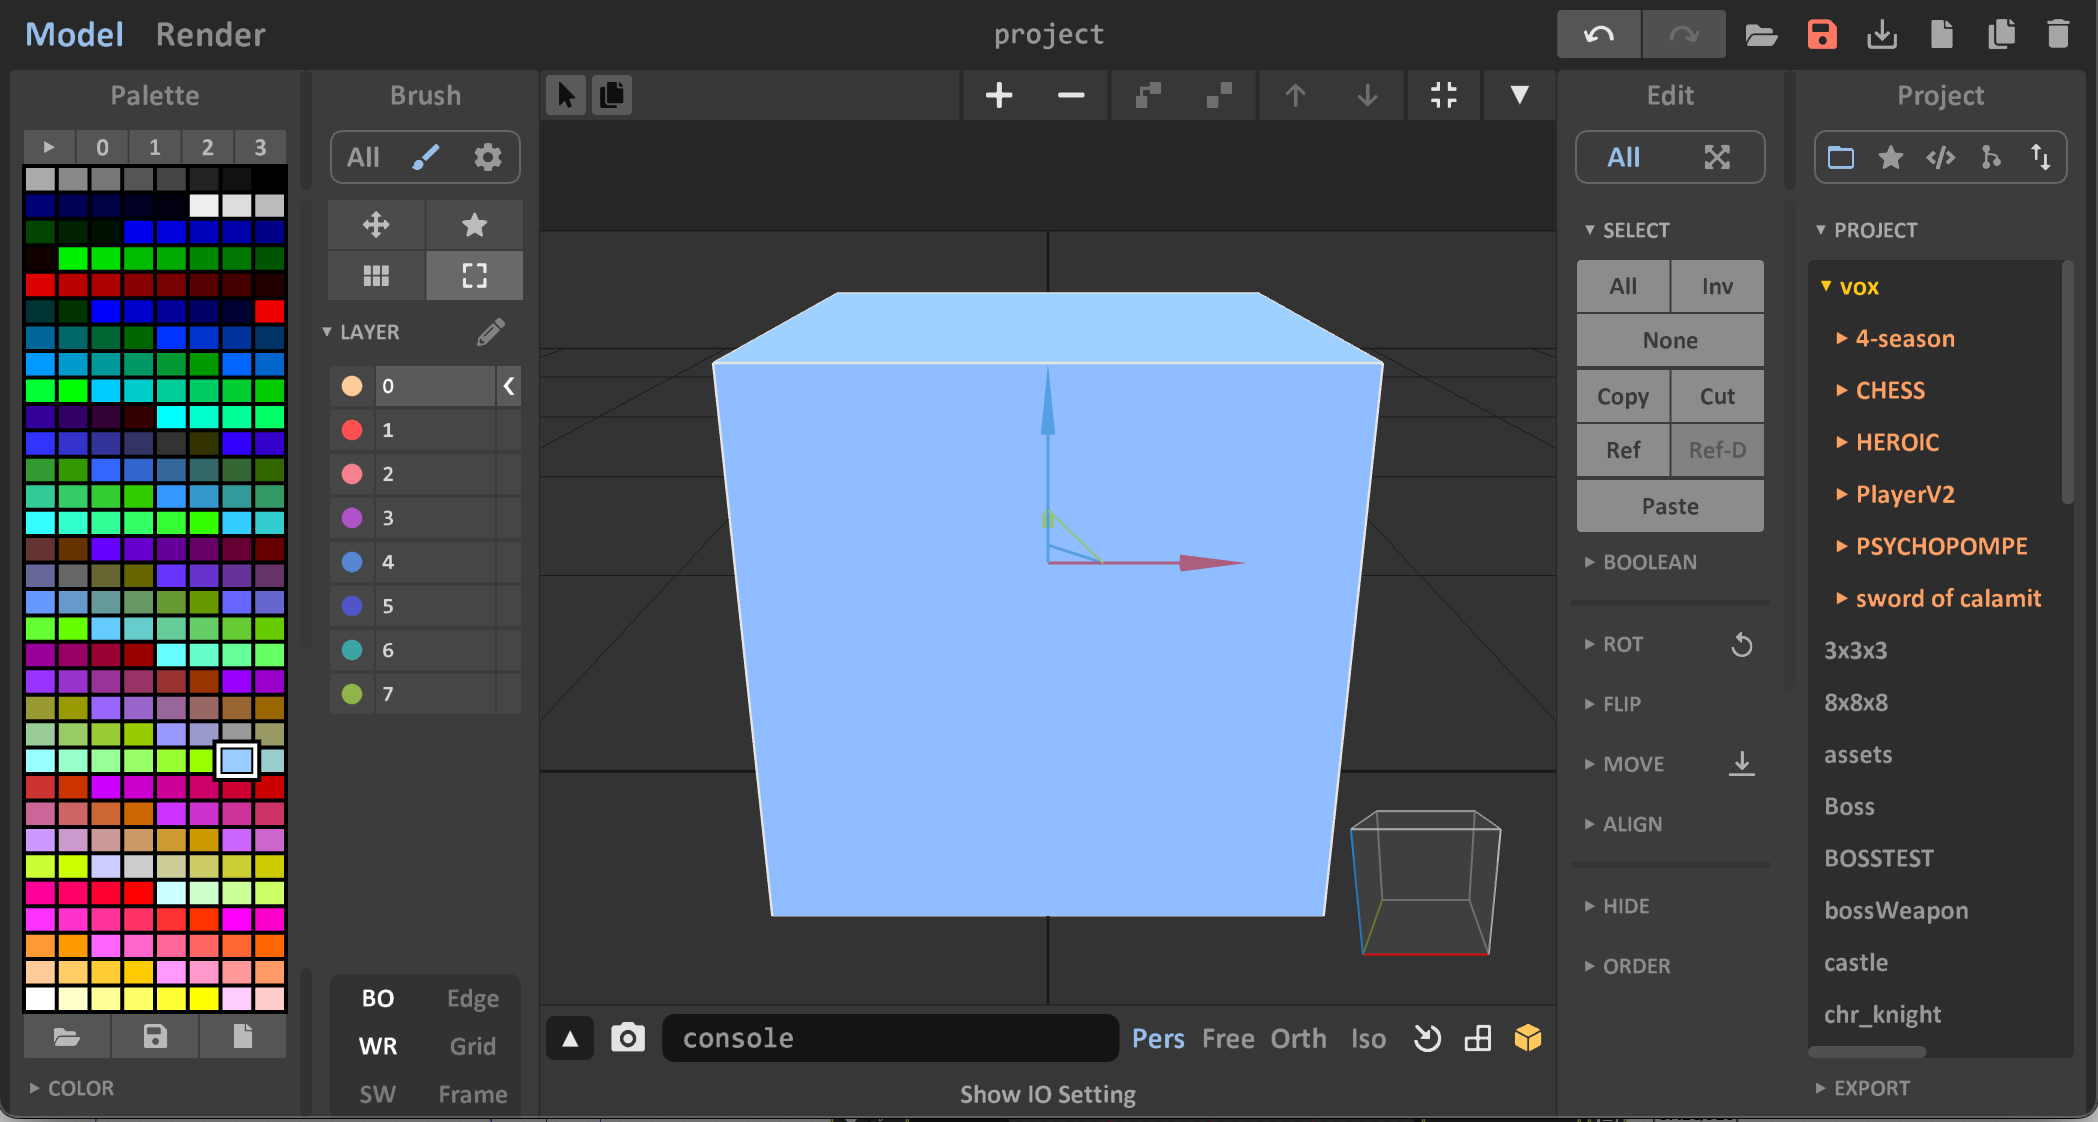 Model Render
project
Palette
0 1 2 3
COLOR
Brush
All
LAYER
0
1
2
3
4
5
6
7
BO Edge
WR Grid
SW Frame
console
Pers Free Orth Iso
Show IO Setting
Edit
All
SELECT
All Inv
None
Copy Cut
Ref Ref-D
Paste
BOOLEAN
ROT
FLIP
MOVE
ALIGN
HIDE
ORDER
Project
PROJECT
vox
4-season
CHESS
HEROIC
PlayerV2
PSYCHOPOMPE
sword of calamit
3x3x3
8x8x8
assets
Boss
BOSSTEST
bossWeapon
castle
chr_knight
EXPORT